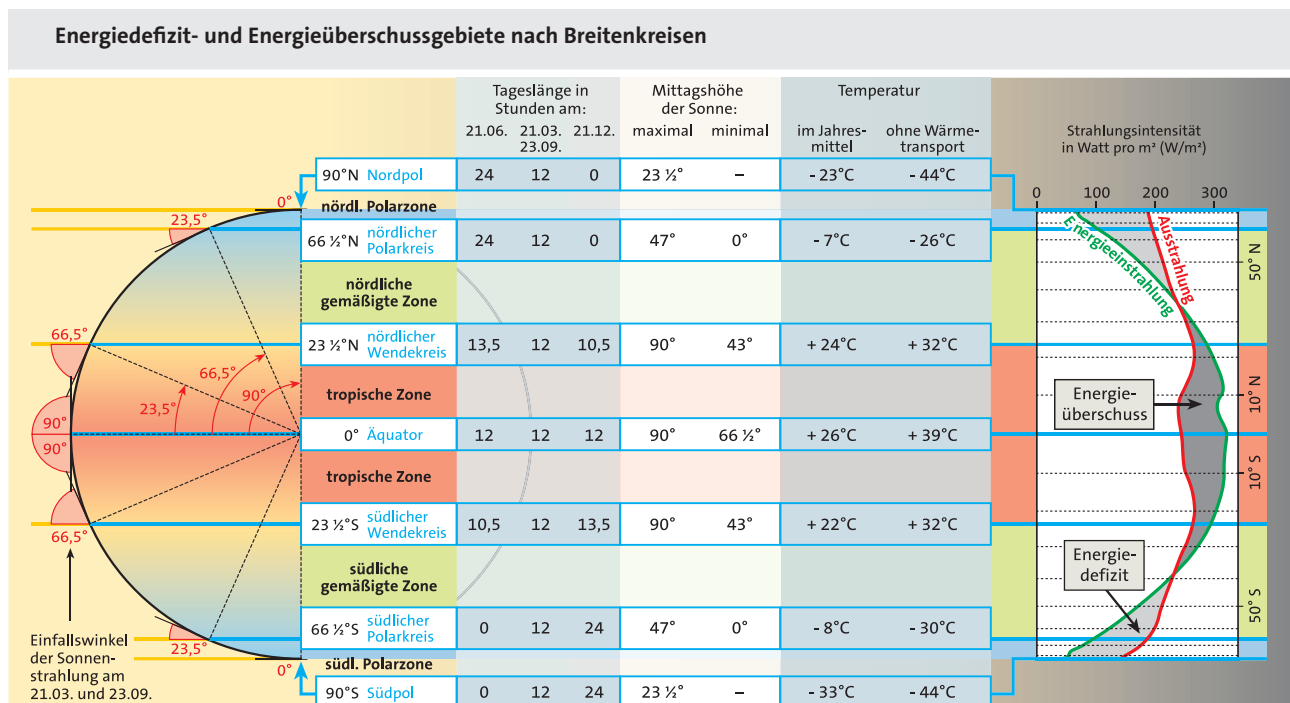 Energiedefizit- und Energieüberschussgebiete nach Breitenkreisen
Tageslänge in
Stunden am:
21.06. 21.03. 21.12.
23.09.
Mittagshöhe
der Sonne:
maximal minimal
Temperatur
im Jahres-
mittel
ohne Wärme-
transport
Strahlungsintensität
in Watt pro m² (W/m²)
0 100 200 300
90°N Nordpol 24 12 0 23 ½° – - 23°C - 44°C
0°
nördl. Polarzone
23,5°
66 ½°N nördlicher
Polarkreis 24 12 0 47° 0° - 7°C - 26°C
nördliche
gemäßigte Zone
66,5°
23 ½°N nördlicher
Wendekreis 13,5 12 10,5 90° 43° + 24°C + 32°C
66,5°
23,5°
90°
tropische Zone
90°
0° Äquator 12 12 12 90° 66 ½° + 26°C + 39°C
90°
tropische Zone
23 ½°S südlicher
Wendekreis 10,5 12 13,5 90° 43° + 22°C + 32°C
66,5°
südliche
gemäßigte Zone
66 ½°S südlicher
Polarkreis 0 12 24 47° 0° - 8°C - 30°C
23,5°
südl. Polarzone
0°
90°S Südpol 0 12 24 23 ½° – - 33°C - 44°C
Einfallswinkel
der Sonnen-
strahlung am
21.03. und 23.09.
Energieeinstrahlung
Ausstrahlung
Energie-
überschuss
Energie-
defizit
50° N
10° N
10° S
50° S